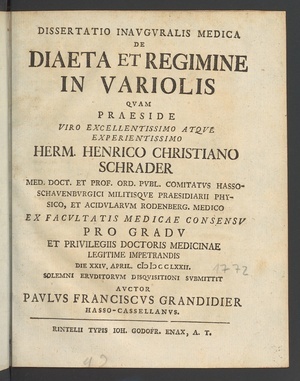 DISSERTATIO INAVGVRALIS MEDICA
DE
DIAETA ET REGIMINE
IN VARIOLIS
QVAM
PRAESIDE
VIRO EXCELLENTISSIMO ATQVE
EXPERIENTISSIMO
HERM. HENRICO CHRISTIANO
SCHRADER
MED. DOCT. ET PROF. ORD. PVBL. COMITATVS HASSO-
SCHAVENBVRGICI MILITISQVE PRAESIDIARII PHY-
SICO, ET ACIDVLARVM RODENBERG. MEDICO
EX FACVLTATIS MEDICAE CONSENSV
PRO GRADV
ET PRIVILEGIIS DOCTORIS MEDICINAE
LEGITIME IMPETRANDIS
DIE XXIV. APRIL. CIƆIƆCCLXXII.
1772
SOLEMNI ERVDITORVM DISQVISITIONI SVBMITTIT
AVCTOR
PAVLVS FRANCISCVS GRANDIDIER
HASSO-CASSELLANVS.
RINTELII TYPIS IOH. GODOFR. ENAX, A. T.